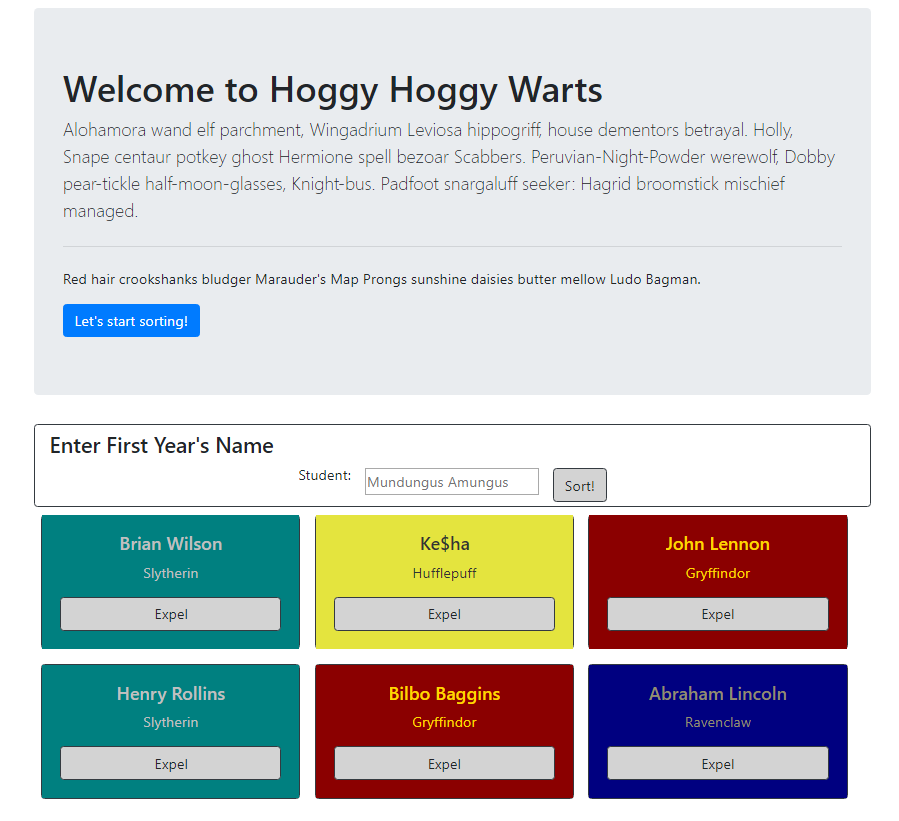 Welcome to Hoggy Hoggy Warts
Alohamora wand elf parchment, Wingadrium Leviosa hippogriff, house dementors betrayal. Holly,
Snape centaur potkey ghost Hermione spell bezoar Scabbers. Peruvian-Night-Powder werewolf, Dobby
pear-tickle half-moon-glasses, Knight-bus. Padfoot snargaluff seeker: Hagrid broomstick mischief
managed.
Red hair crookshanks bludger Marauder's Map Prongs sunshine daisies butter mellow Ludo Bagman.
Let's start sorting!
Enter First Year's Name
Student: Mundungus Amungus Sort!
Brian Wilson
Slytherin
Expel
Ke$ha
Hufflepuff
Expel
John Lennon
Gryffindor
Expel
Henry Rollins
Slytherin
Expel
Bilbo Baggins
Gryffindor
Expel
Abraham Lincoln
Ravenclaw
Expel